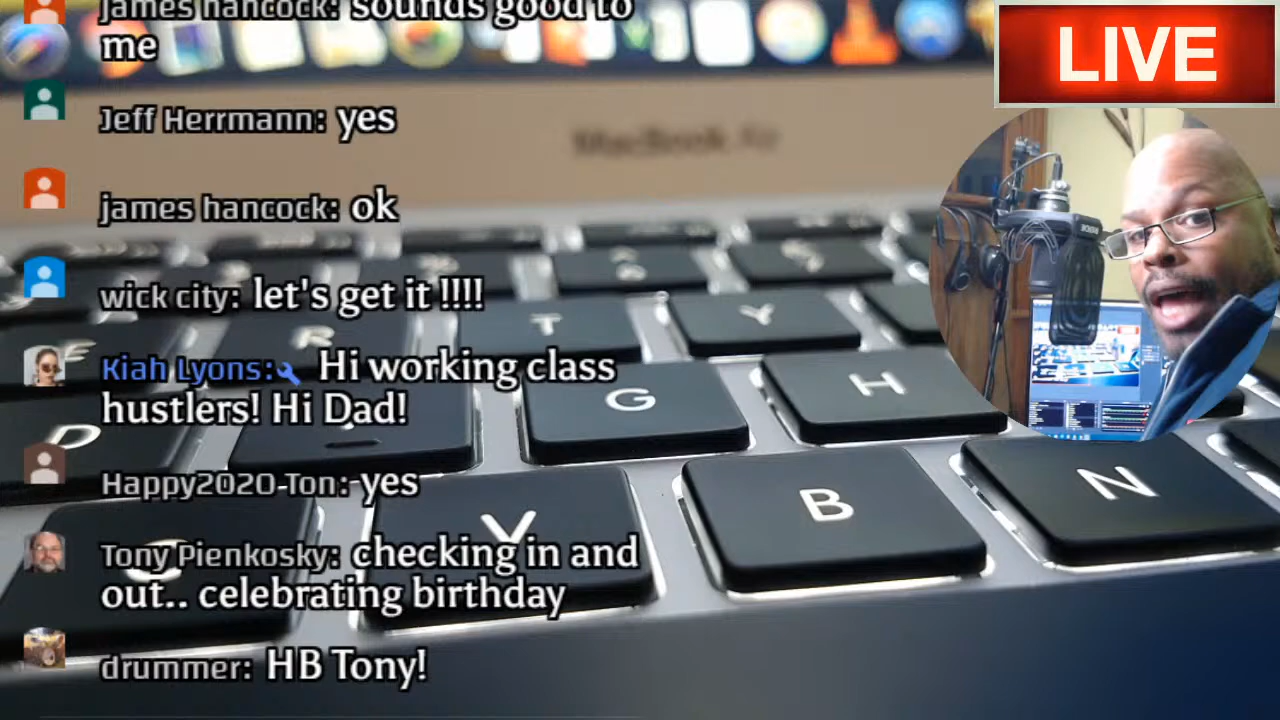 james hancock: sounds good to
me
LIVE
Jeff Herrmann: yes
MacBook Air
james hancock: ok
wick city: let's get it !!!!
R
T
Y
Kiah Lyons: Hi working class
hustlers! Hi Dad!
D
G
H
Happy2020-Ton: yes
V
B
N
Tony Pienkosky: checking in and
out.. celebrating birthday
drummer: HB Tony!